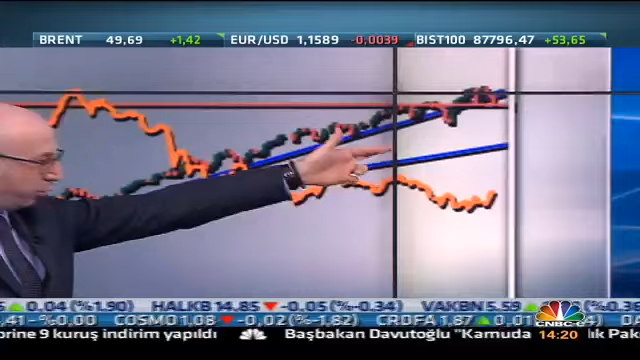 BRENT 49,69 +1,42 EUR/USD 1,1589 -0,0039 BIST100 87796,47 +53,65
0.04 (%1.90) HALKB 14.85 -0.05 (%-0.34) VAKBN 5.59
-0.00 COSMO 1.08 -0.02 (-1.82) CRDFA 1.87
CNBC-e
9 kuruş indirim yapıldı Başbakan Davutoğlu "Kamuda 14:20